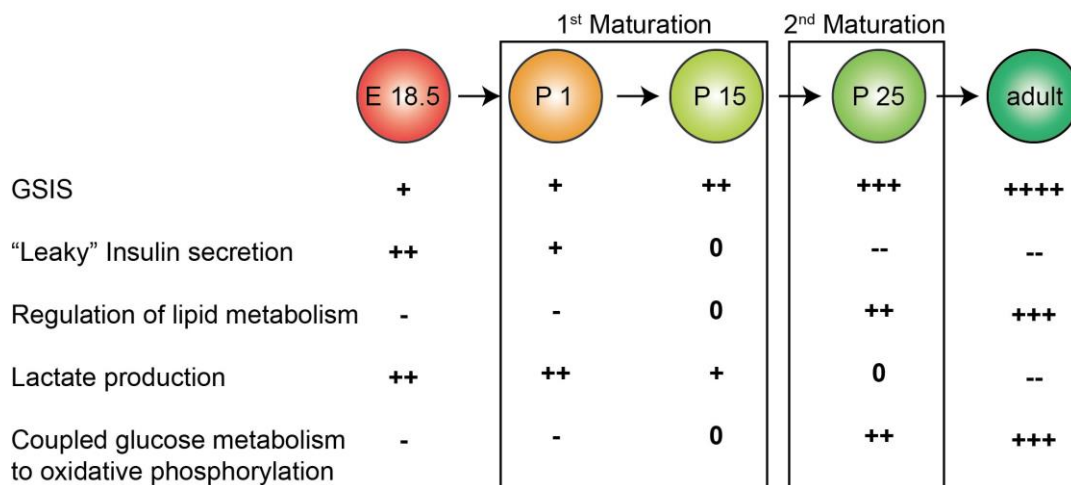 1st Maturation 2nd Maturation
E 18.5 P 1 P 15 P 25 adult
GSIS + + ++ +++ ++++
“Leaky” Insulin secretion ++ + 0 -- --
Regulation of lipid metabolism - - 0 ++ +++
Lactate production ++ ++ + 0 --
Coupled glucose metabolism - - 0 ++ +++
to oxidative phosphorylation